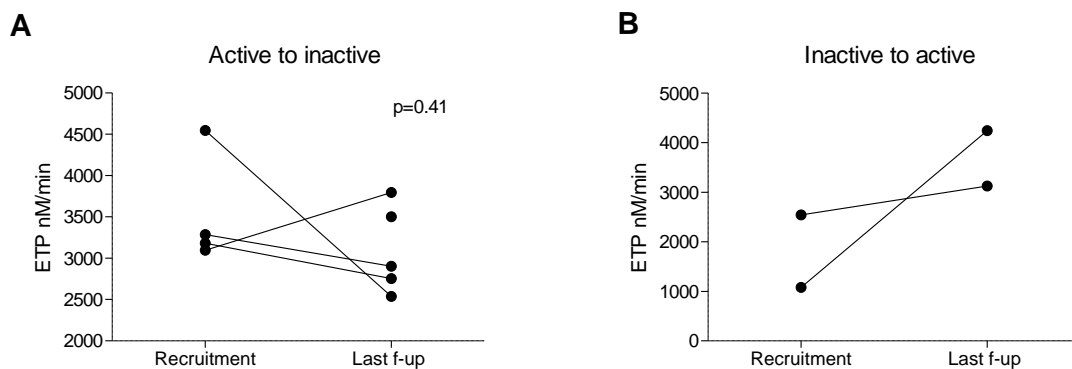 A
Active to inactive
5000
4500
4000
3500
3000
2500
2000
ETP nM/min
p=0.41
Recruitment
Last f-up
B
Inactive to active
5000
4000
3000
2000
1000
0
ETP nM/min
Recruitment
Last f-up